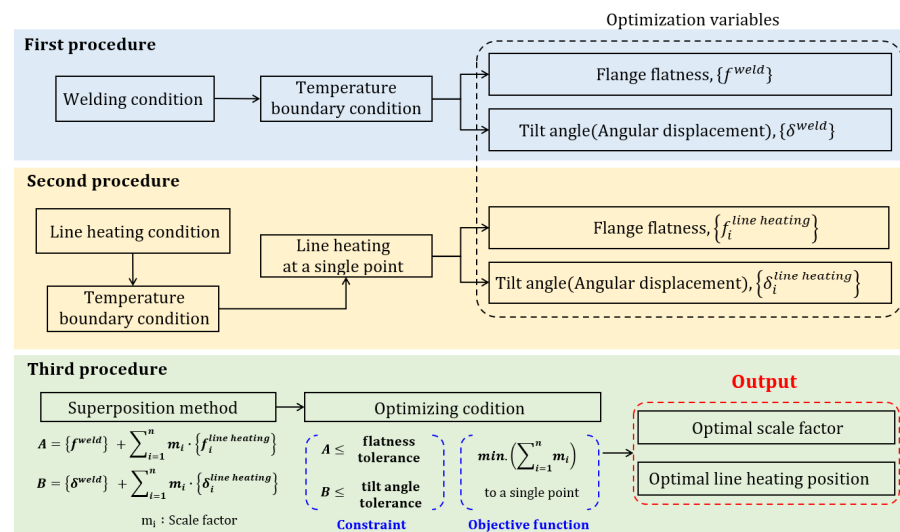 Optimization variables
First procedure
Welding condition
Temperature
boundary condition
Flange flatness, {f^weld}
Tilt angle(Angular displacement), {δ^weld}
Second procedure
Line heating condition
Temperature
boundary condition
Line heating
at a single point
Flange flatness, {f_i^line heating}
Tilt angle(Angular displacement), {δ_i^line heating}
Third procedure
Superposition method
A = {f^weld} + ∑_{i=1}^n m_i · {f_i^line heating}
B = {δ^weld} + ∑_{i=1}^n m_i · {δ_i^line heating}
m_i : Scale factor
Optimizing codition
A ≤ flatness
tolerance
B ≤ tilt angle
tolerance
Constraint
min.(∑_{i=1}^n m_i)
to a single point
Objective function
Output
Optimal scale factor
Optimal line heating position